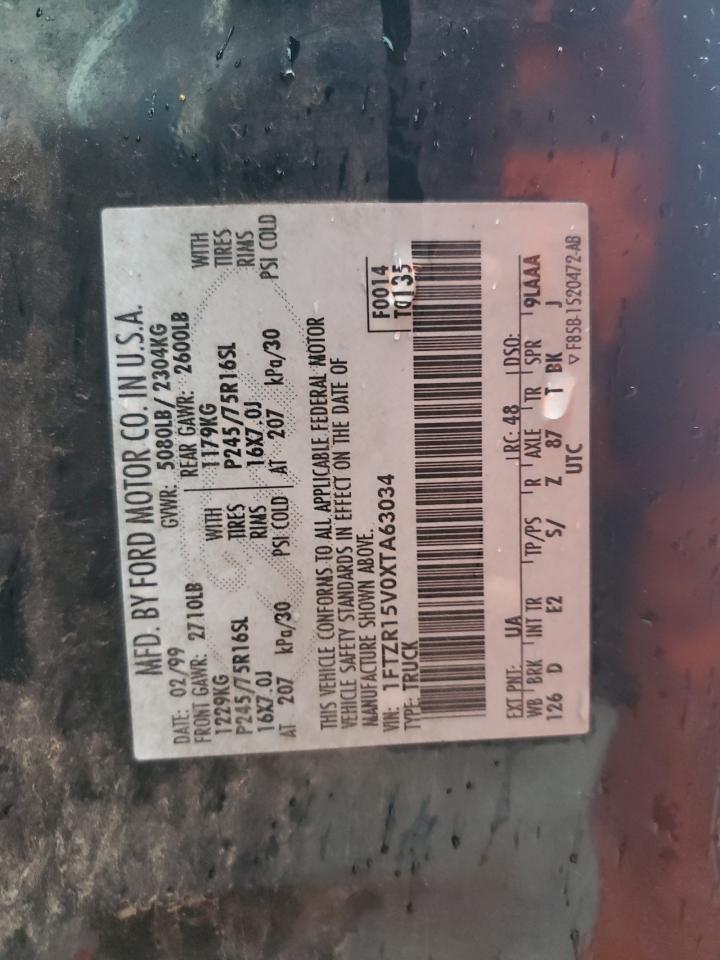 MFD. BY FORD MOTOR CO. IN U.S.A.
DATE: 02/99 GVWR: 5080LB / 2304KG
FRONT GAWR: 2710LB REAR GAWR: 2600LB
1229KG WITH 1179KG WITH
P245/75R16SL TIRES P245/75R16SL TIRES
16X7.0J RIMS 16X7.0J RIMS
AT 207 kPa/30 PSI COLD AT 207 kPa/30 PSI COLD
THIS VEHICLE CONFORMS TO ALL APPLICABLE FEDERAL MOTOR
VEHICLE SAFETY STANDARDS IN EFFECT ON THE DATE OF
MANUFACTURE SHOWN ABOVE.
VIN: 1FTZR15V0XTA63034 F0014
TYPE: TRUCK T0135
EXT PNT: UA RC: 48 DSO:
WB BRK INT TR TP/PS R AXLE TR SPR 9LAAA
126 D E2 S/ Z 87 T BK J
UTC ▽ F85B-1520472-AB